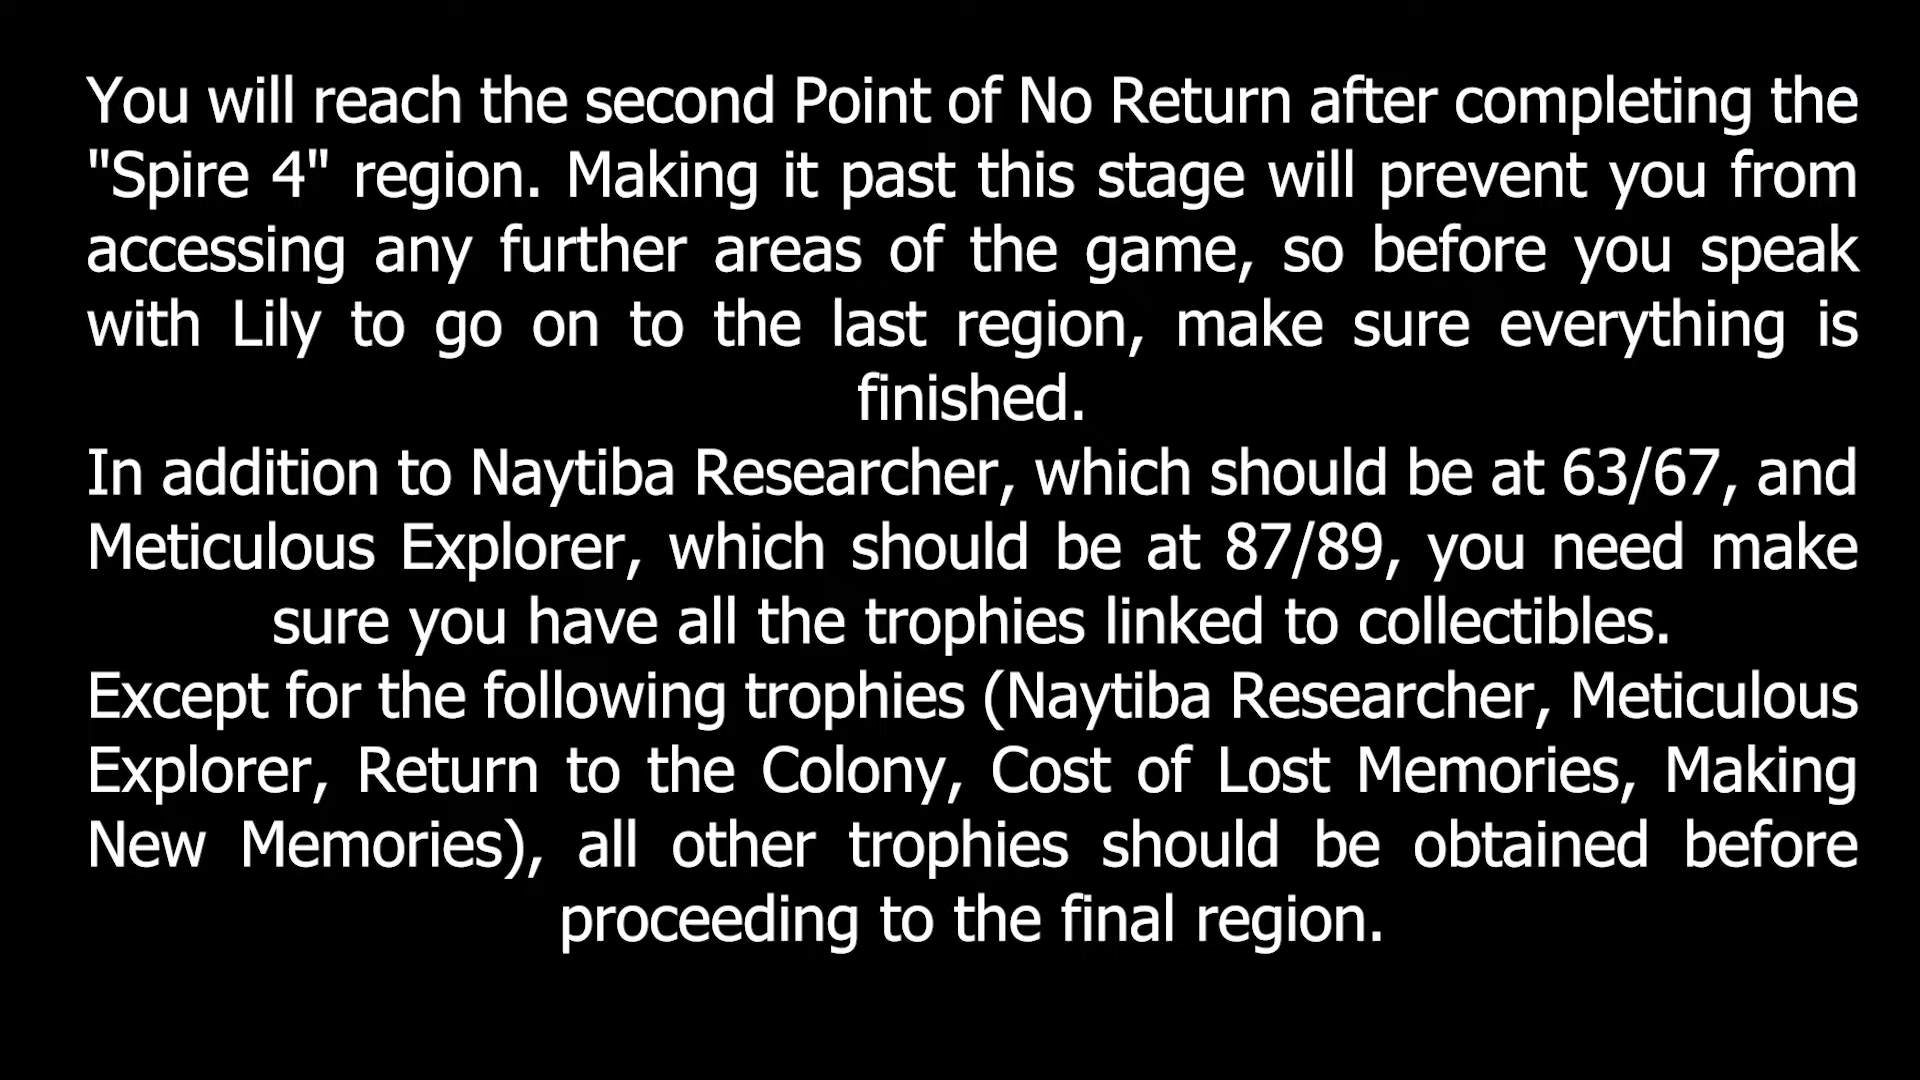 You will reach the second Point of No Return after completing the
"Spire 4" region. Making it past this stage will prevent you from
accessing any further areas of the game, so before you speak
with Lily to go on to the last region, make sure everything is
finished.
In addition to Naytiba Researcher, which should be at 63/67, and
Meticulous Explorer, which should be at 87/89, you need make
sure you have all the trophies linked to collectibles.
Except for the following trophies (Naytiba Researcher, Meticulous
Explorer, Return to the Colony, Cost of Lost Memories, Making
New Memories), all other trophies should be obtained before
proceeding to the final region.